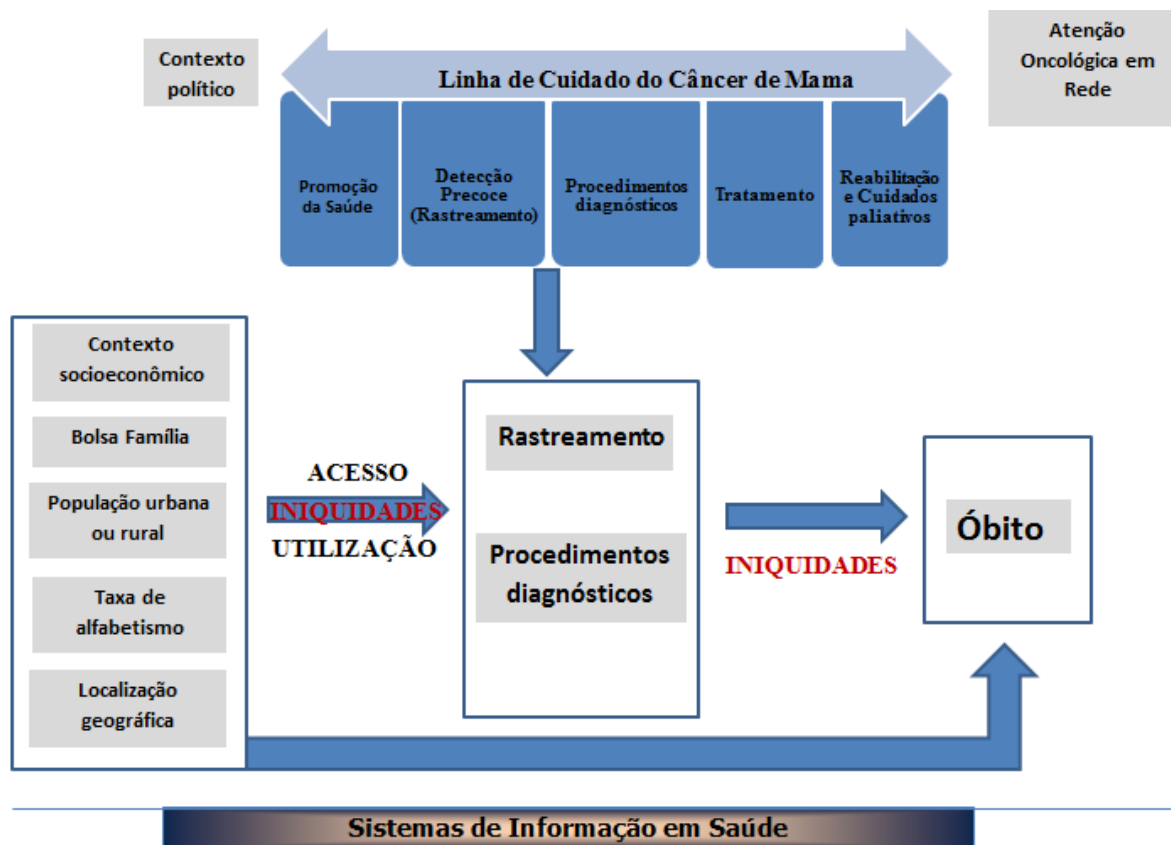 Contexto
político
Linha de Cuidado do Câncer de Mama
Atenção
Oncológica em
Rede
Promoção
da Saúde
Detecção
Precoce
(Rastreamento)
Procedimentos
diagnósticos
Tratamento
Reabilitação
e Cuidados
paliativos
Contexto
socioeconômico
Bolsa Família
População urbana
ou rural
Taxa de
alfabetismo
Localização
geográfica
ACESSO
INIQUIDADES
UTILIZAÇÃO
Rastreamento
Procedimentos
diagnósticos
INIQUIDADES
Óbito
Sistemas de Informação em Saúde